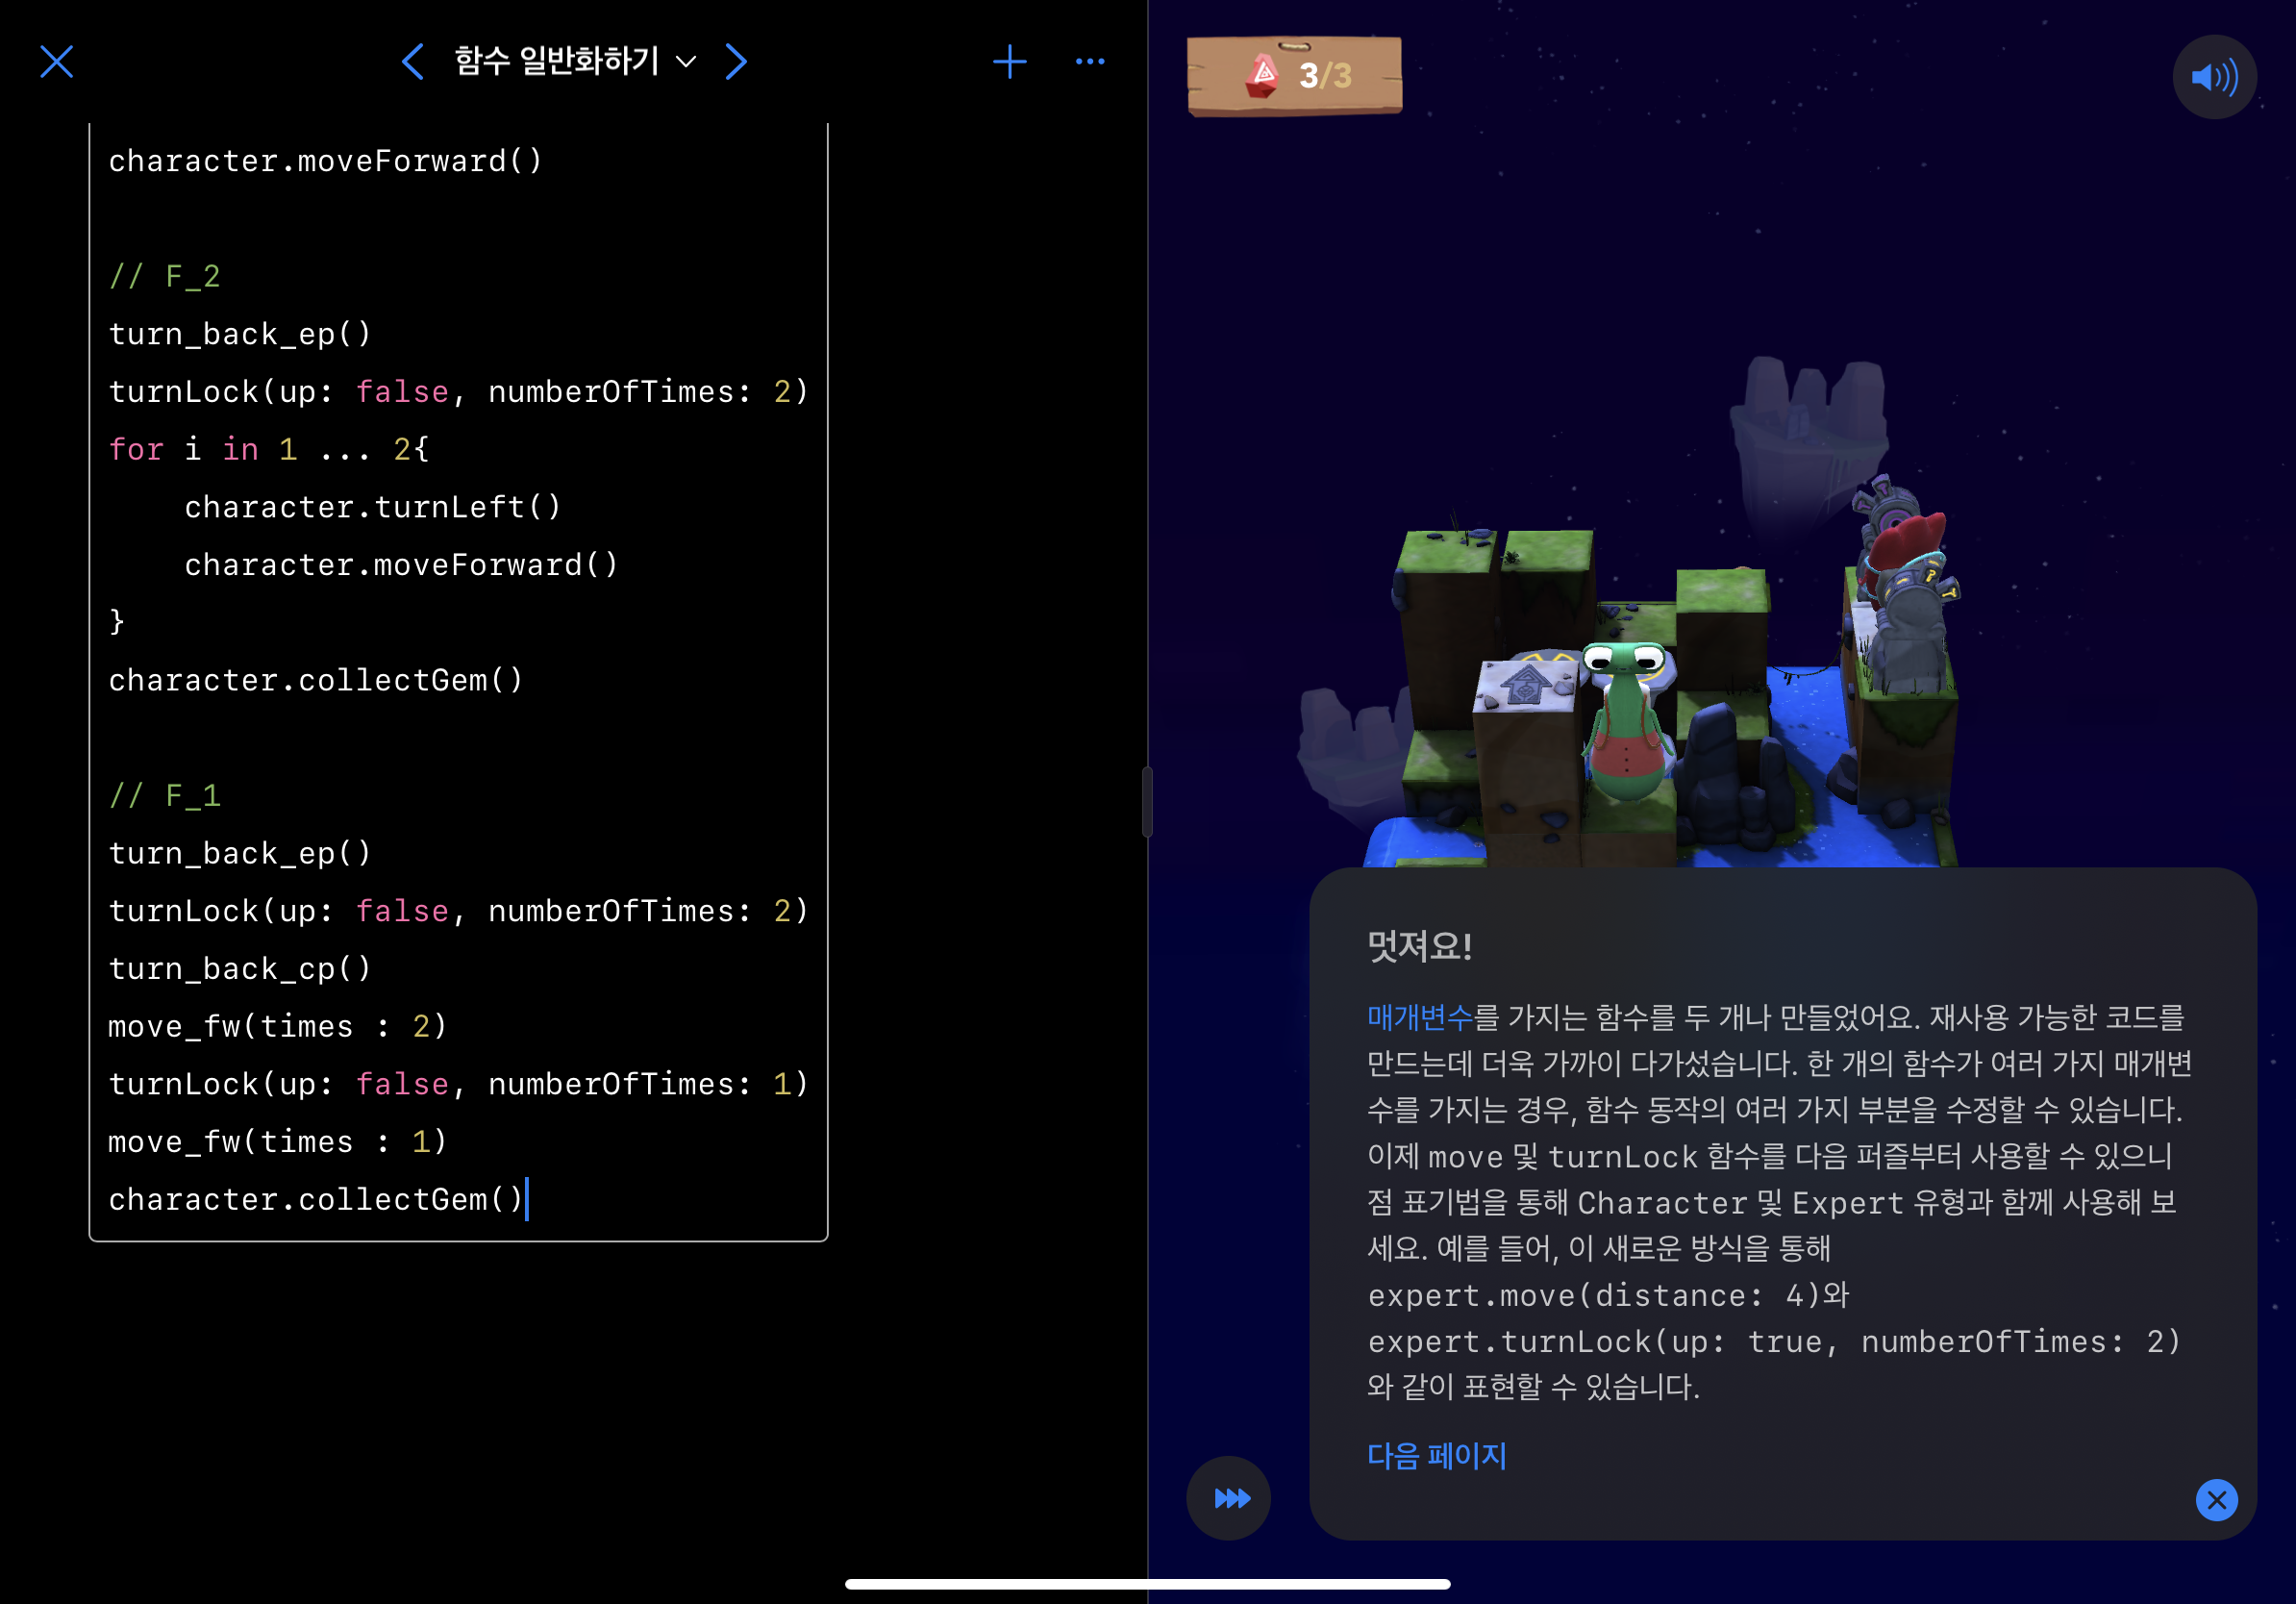 함수 일반화하기
character.moveForward()
// F_2
turn_back_ep()
turnLock(up: false, numberOfTimes: 2)
for i in 1 ... 2{
    character.turnLeft()
    character.moveForward()
}
character.collectGem()
// F_1
turn_back_ep()
turnLock(up: false, numberOfTimes: 2)
turn_back_cp()
move_fw(times : 2)
turnLock(up: false, numberOfTimes: 1)
move_fw(times : 1)
character.collectGem()
3/3
멋져요!
매개변수를 가지는 함수를 두 개나 만들었어요. 재사용 가능한 코드를
만드는데 더욱 가까이 다가섰습니다. 한 개의 함수가 여러 가지 매개변
수를 가지는 경우, 함수 동작의 여러 가지 부분을 수정할 수 있습니다.
이제 move 및 turnLock 함수를 다음 퍼즐부터 사용할 수 있으니
점 표기법을 통해 Character 및 Expert 유형과 함께 사용해 보
세요. 예를 들어, 이 새로운 방식을 통해
expert.move(distance: 4)와
expert.turnLock(up: true, numberOfTimes: 2)
와 같이 표현할 수 있습니다.
다음 페이지